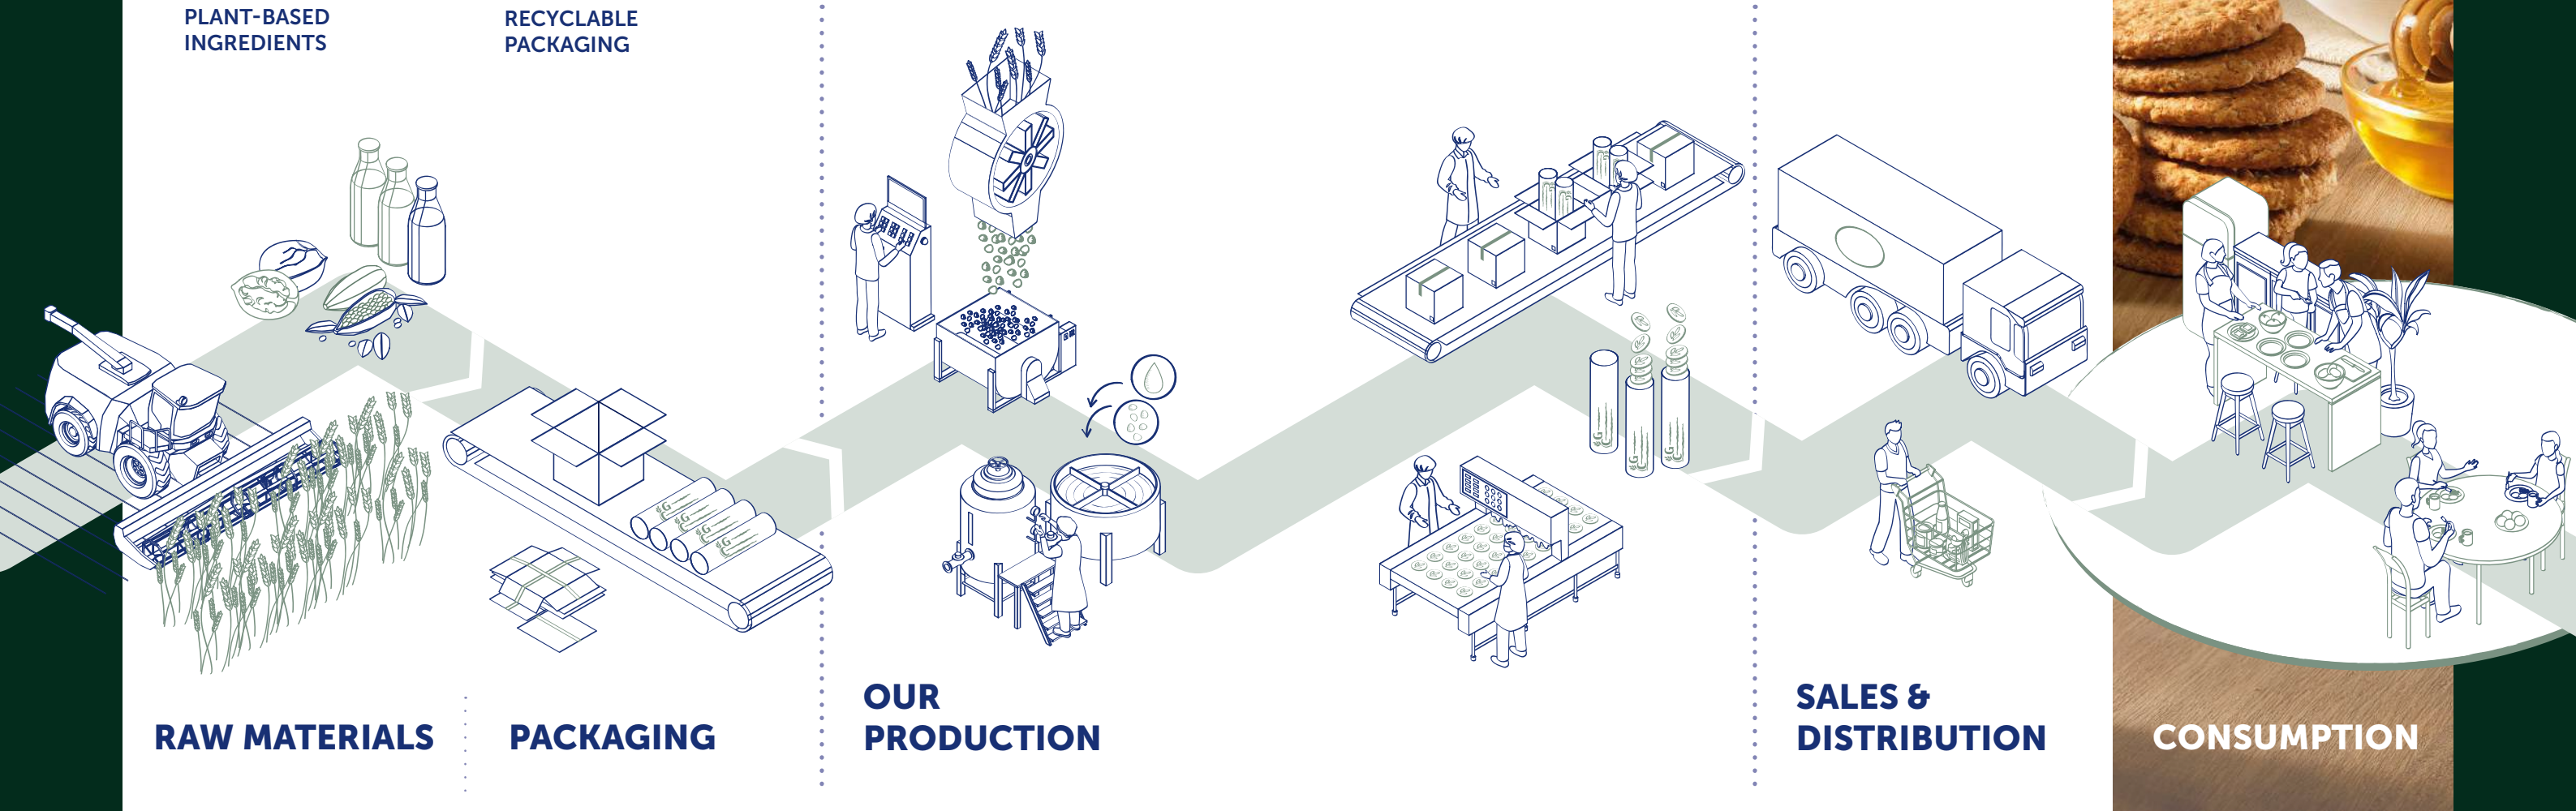 PLANT-BASED
INGREDIENTS
RECYCLABLE
PACKAGING
RAW MATERIALS
PACKAGING
OUR
PRODUCTION
SALES &
DISTRIBUTION
CONSUMPTION